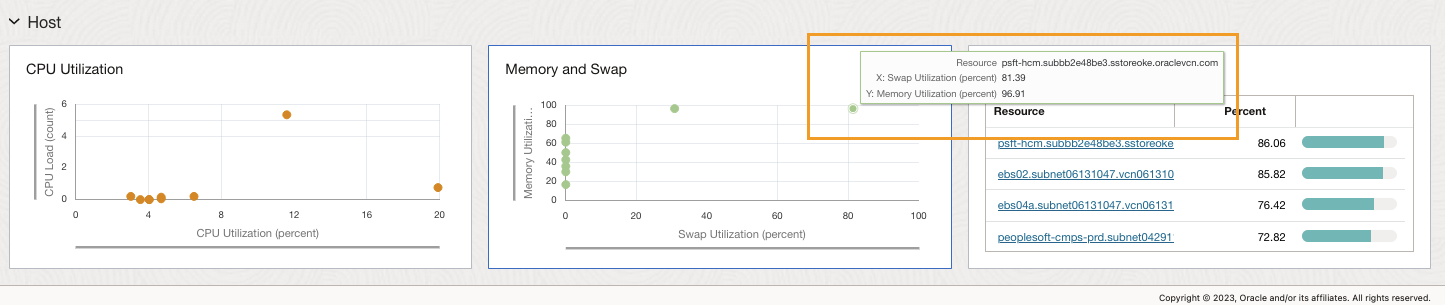 Host
CPU Utilization
CPU Load (count)
6
4
2
0
0
4
8
12
16
20
CPU Utilization (percent)
Memory and Swap
Memory Utilizati...
100
80
60
40
20
0
0
20
40
60
80
100
Swap Utilization (percent)
Resource psft-hcm.subbb2e48be3.sstoreoke.oraclevcn.com
X: Swap Utilization (percent) 81.39
Y: Memory Utilization (percent) 96.91
Resource Percent
psft-hcm.subbb2e48be3.sstoreoke 86.06
ebs02.subnet06131047.vcn061310 85.82
ebs04a.subnet06131047.vcn06131 76.42
peoplesoft-cmps-prd.subnet04291 72.82
Copyright © 2023, Oracle and/or its affiliates. All rights reserved.